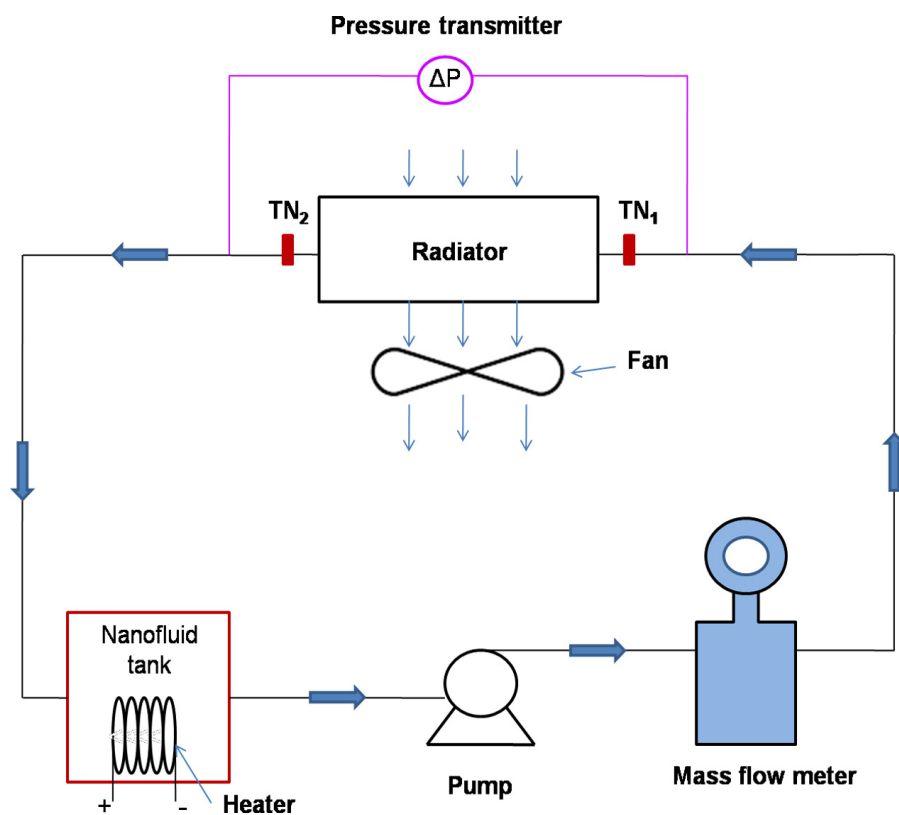 Pressure transmitter
ΔP
TN₂
TN₁
Radiator
Fan
Nanofluid
tank
+
-
Heater
Pump
Mass flow meter